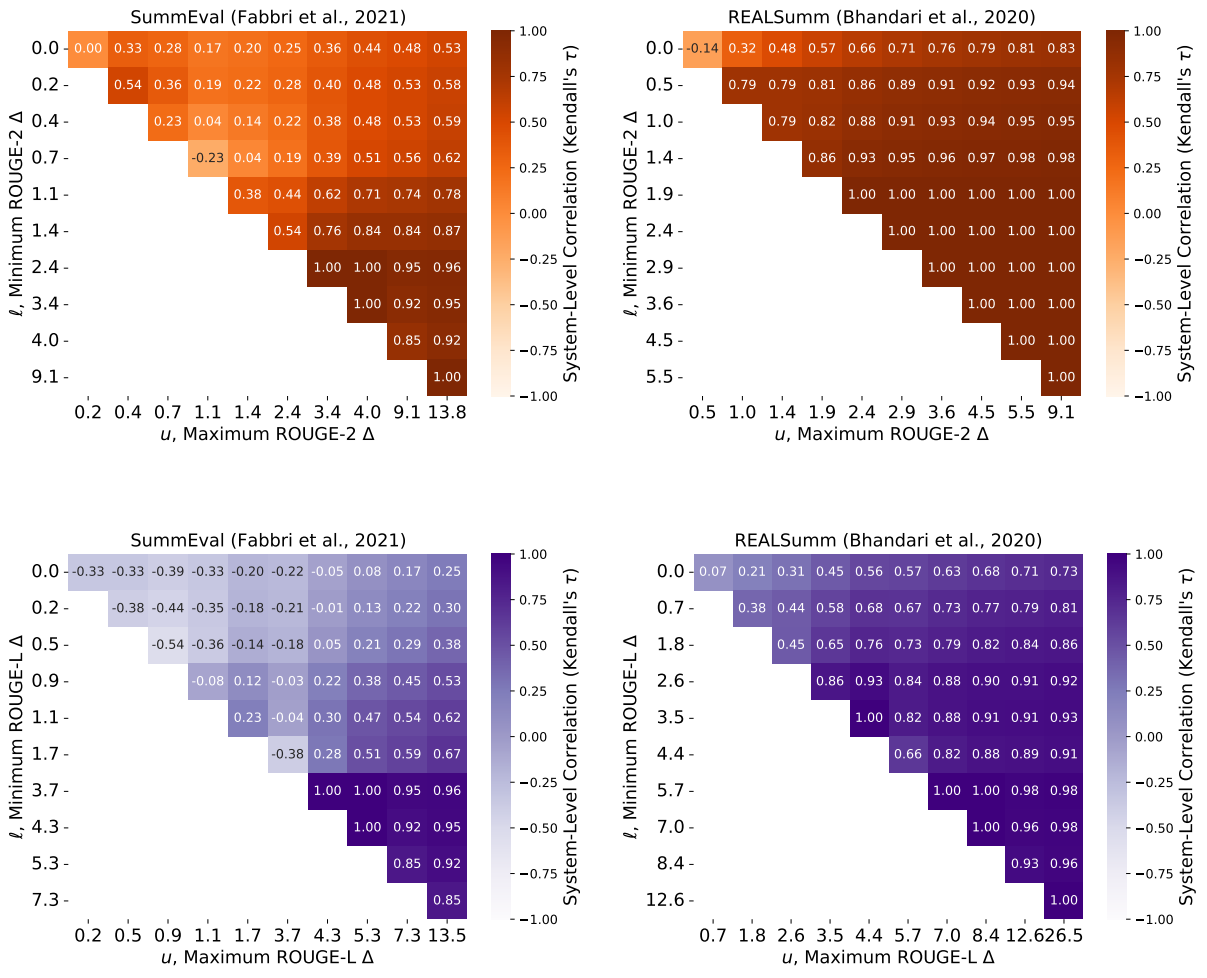 SummEval (Fabbri et al., 2021)
0.0
0.00 0.33 0.28 0.17 0.20 0.25 0.36 0.44 0.48 0.53
0.2
0.54 0.36 0.19 0.22 0.28 0.40 0.48 0.53 0.58
0.4
0.23 0.04 0.14 0.22 0.38 0.48 0.53 0.59
0.7
-0.23 0.04 0.19 0.39 0.51 0.56 0.62
1.1
0.38 0.44 0.62 0.71 0.74 0.78
1.4
0.54 0.76 0.84 0.84 0.87
2.4
1.00 1.00 0.95 0.96
3.4
1.00 0.92 0.95
4.0
0.85 0.92
9.1
1.00
0.2 0.4 0.7 1.1 1.4 2.4 3.4 4.0 9.1 13.8
u, Maximum ROUGE-2 Δ
ℓ, Minimum ROUGE-2 Δ
1.00
0.75
0.50
0.25
0.00
−0.25
−0.50
−0.75
−1.00
System-Level Correlation (Kendall's τ)
REALSumm (Bhandari et al., 2020)
0.0
-0.14 0.32 0.48 0.57 0.66 0.71 0.76 0.79 0.81 0.83
0.5
0.79 0.79 0.81 0.86 0.89 0.91 0.92 0.93 0.94
1.0
0.79 0.82 0.88 0.91 0.93 0.94 0.95 0.95
1.4
0.86 0.93 0.95 0.96 0.97 0.98 0.98
1.9
1.00 1.00 1.00 1.00 1.00 1.00
2.4
1.00 1.00 1.00 1.00 1.00
2.9
1.00 1.00 1.00 1.00
3.6
1.00 1.00 1.00
4.5
1.00 1.00
5.5
1.00
0.5 1.0 1.4 1.9 2.4 2.9 3.6 4.5 5.5 9.1
u, Maximum ROUGE-2 Δ
ℓ, Minimum ROUGE-2 Δ
1.00
0.75
0.50
0.25
0.00
−0.25
−0.50
−0.75
−1.00
System-Level Correlation (Kendall's τ)
SummEval (Fabbri et al., 2021)
0.0
-0.33 -0.33 -0.39 -0.33 -0.20 -0.22 -0.05 0.08 0.17 0.25
0.2
-0.38 -0.44 -0.35 -0.18 -0.21 -0.01 0.13 0.22 0.30
0.5
-0.54 -0.36 -0.14 -0.18 0.05 0.21 0.29 0.38
0.9
-0.08 0.12 -0.03 0.22 0.38 0.45 0.53
1.1
0.23 -0.04 0.30 0.47 0.54 0.62
1.7
-0.38 0.28 0.51 0.59 0.67
3.7
1.00 1.00 0.95 0.96
4.3
1.00 0.92 0.95
5.3
0.85 0.92
7.3
0.85
0.2 0.5 0.9 1.1 1.7 3.7 4.3 5.3 7.3 13.5
u, Maximum ROUGE-L Δ
ℓ, Minimum ROUGE-L Δ
1.00
0.75
0.50
0.25
0.00
−0.25
−0.50
−0.75
−1.00
System-Level Correlation (Kendall's τ)
REALSumm (Bhandari et al., 2020)
0.0
0.07 0.21 0.31 0.45 0.56 0.57 0.63 0.68 0.71 0.73
0.7
0.38 0.44 0.58 0.68 0.67 0.73 0.77 0.79 0.81
1.8
0.45 0.65 0.76 0.73 0.79 0.82 0.84 0.86
2.6
0.86 0.93 0.84 0.88 0.90 0.91 0.92
3.5
1.00 0.82 0.88 0.91 0.91 0.93
4.4
0.66 0.82 0.88 0.89 0.91
5.7
1.00 1.00 0.98 0.98
7.0
1.00 0.96 0.98
8.4
0.93 0.96
12.6
1.00
0.7 1.8 2.6 3.5 4.4 5.7 7.0 8.4 12.6 26.5
u, Maximum ROUGE-L Δ
ℓ, Minimum ROUGE-L Δ
1.00
0.75
0.50
0.25
0.00
−0.25
−0.50
−0.75
−1.00
System-Level Correlation (Kendall's τ)